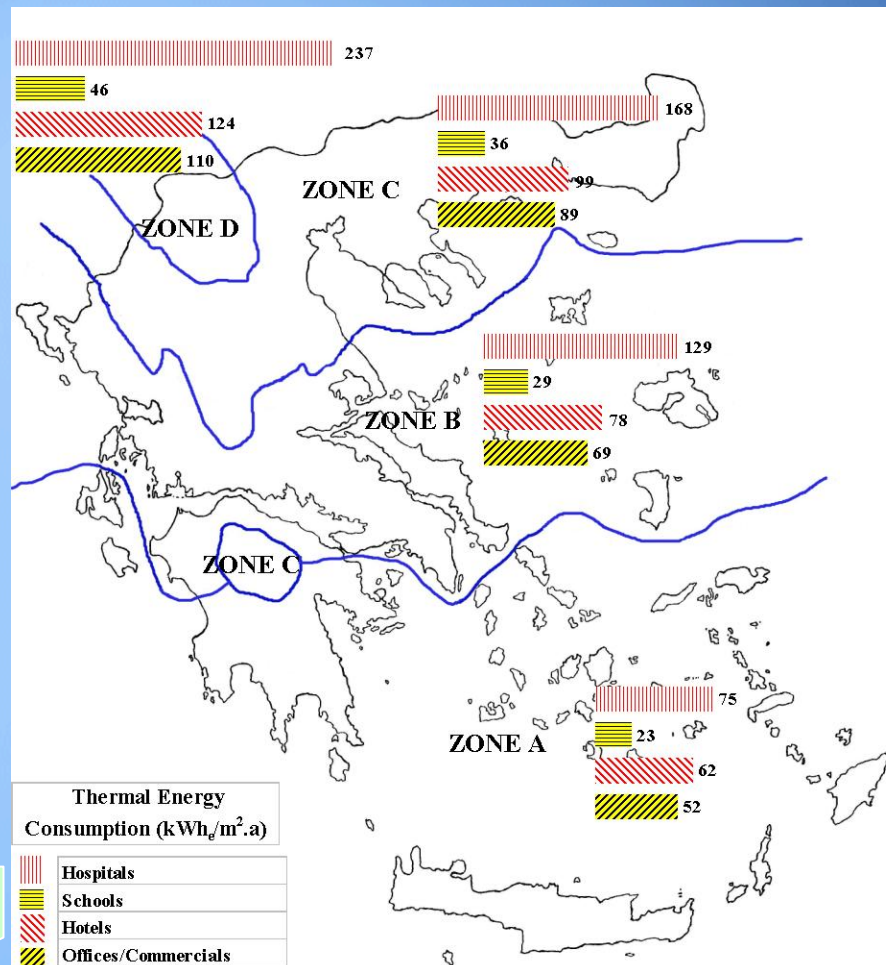 237
46
124
110
168
36
99
89
ZONE C
ZONE D
129
29
78
69
ZONE B
ZONE C
75
23
62
52
ZONE A
Thermal Energy
Consumption (kWhₑ/m².a)
Hospitals
Schools
Hotels
Offices/Commercials